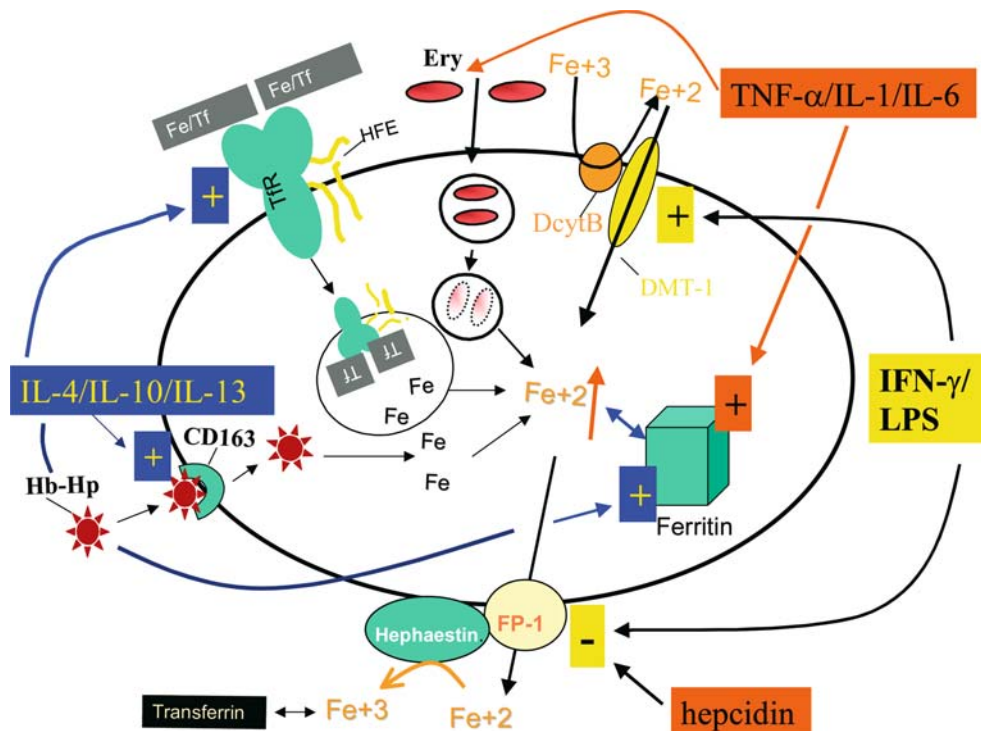 Ery
Fe+3
Fe+2
TNF-α/IL-1/IL-6
Fe/Tf
Fe/Tf
HFE
TfR
+
DcytB
+
DMT-1
Tf
Tf
Fe
Fe
Fe
Fe
Fe+2
IL-4/IL-10/IL-13
+
CD163
Hb-Hp
+
+
Ferritin
IFN-γ/
LPS
Hephaestin
FP-1
-
Transferrin
Fe+3
Fe+2
hepcidin